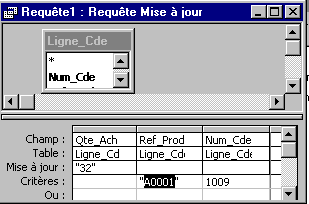 Requête1 : Requête Mise à jour
Ligne_Cde
*
Num_Cde
Champ : Qte_Ach Ref_Prod Num_Cde
Table : Ligne_Cd Ligne_Cd Ligne_Cd
Mise à jour : "32"
Critères : "A0001" 1009
Ou :